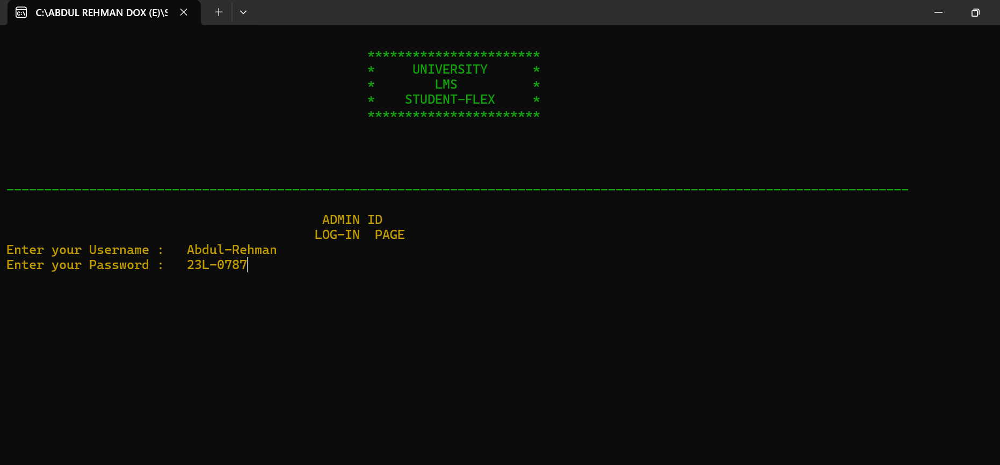 C:\ABDUL REHMAN DOX (E)\S
***********************
* UNIVERSITY *
* LMS *
* STUDENT-FLEX *
***********************
------------------------------------------------------------------------------------------------------------------------
ADMIN ID
LOG-IN  PAGE
Enter your Username :   Abdul-Rehman
Enter your Password :   23L-0787